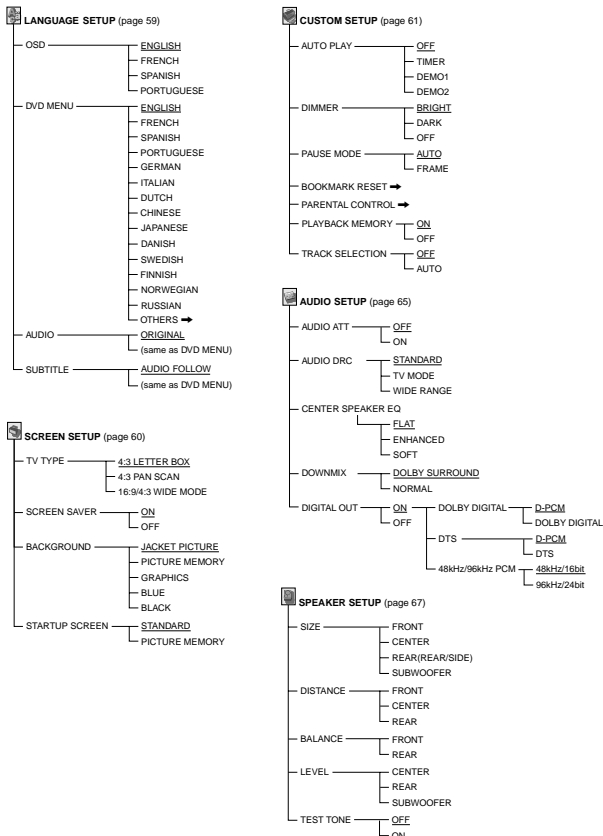 LANGUAGE SETUP (page 59)
OSD ENGLISH
FRENCH
SPANISH
PORTUGUESE
DVD MENU ENGLISH
FRENCH
SPANISH
PORTUGUESE
GERMAN
ITALIAN
DUTCH
CHINESE
JAPANESE
DANISH
SWEDISH
FINNISH
NORWEGIAN
RUSSIAN
OTHERS ➡
AUDIO ORIGINAL
(same as DVD MENU)
SUBTITLE AUDIO FOLLOW
(same as DVD MENU)
SCREEN SETUP (page 60)
TV TYPE 4:3 LETTER BOX
4:3 PAN SCAN
16:9/4:3 WIDE MODE
SCREEN SAVER ON
OFF
BACKGROUND JACKET PICTURE
PICTURE MEMORY
GRAPHICS
BLUE
BLACK
STARTUP SCREEN STANDARD
PICTURE MEMORY
CUSTOM SETUP (page 61)
AUTO PLAY OFF
TIMER
DEMO1
DEMO2
DIMMER BRIGHT
DARK
OFF
PAUSE MODE AUTO
FRAME
BOOKMARK RESET ➡
PARENTAL CONTROL ➡
PLAYBACK MEMORY ON
OFF
TRACK SELECTION OFF
AUTO
AUDIO SETUP (page 65)
AUDIO ATT OFF
ON
AUDIO DRC STANDARD
TV MODE
WIDE RANGE
CENTER SPEAKER EQ
FLAT
ENHANCED
SOFT
DOWNMIX DOLBY SURROUND
NORMAL
DIGITAL OUT ON DOLBY DIGITAL D-PCM
OFF DOLBY DIGITAL
DTS D-PCM
DTS
48kHz/96kHz PCM 48kHz/16bit
96kHz/24bit
SPEAKER SETUP (page 67)
SIZE FRONT
CENTER
REAR(REAR/SIDE)
SUBWOOFER
DISTANCE FRONT
CENTER
REAR
BALANCE FRONT
REAR
LEVEL CENTER
REAR
SUBWOOFER
TEST TONE OFF
ON